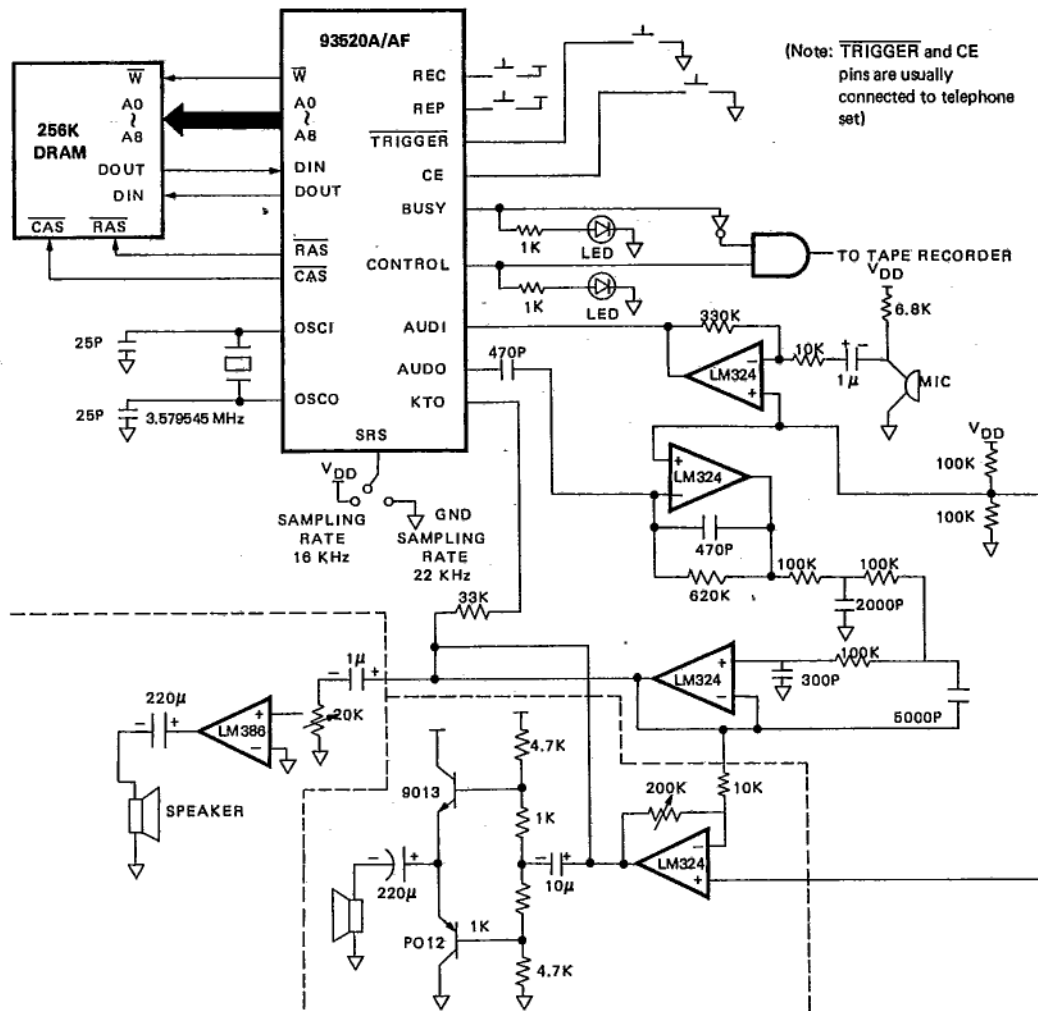 93520A/AF
256K
DRAM
W
A0
~
A8
DOUT
DIN
CAS
RAS
W
A0
~
A8
DIN
DOUT
RAS
CAS
OSCI
OSCO
SRS
REC
REP
TRIGGER
CE
BUSY
CONTROL
AUDI
AUDO
KTO
(Note: TRIGGER and CE
pins are usually
connected to telephone
set)
1K
LED
1K
LED
TO TAPE RECORDER
VDD
6.8K
330K
10K
+ -
1μ
MIC
LM324
-
+
25P
25P
3.579545 MHz
470P
VDD
SAMPLING
RATE
16 KHz
GND
SAMPLING
RATE
22 KHz
+
LM324
-
VDD
100K
100K
470P
620K
100K
100K
2000P
33K
100K
300P
+
LM324
-
5000P
- 1μ +
20K
220μ
- +
LM386
+
-
SPEAKER
4.7K
9013
1K
200K
10K
- +
10μ
LM324
-
+
- +
220μ
PO12
1K
4.7K